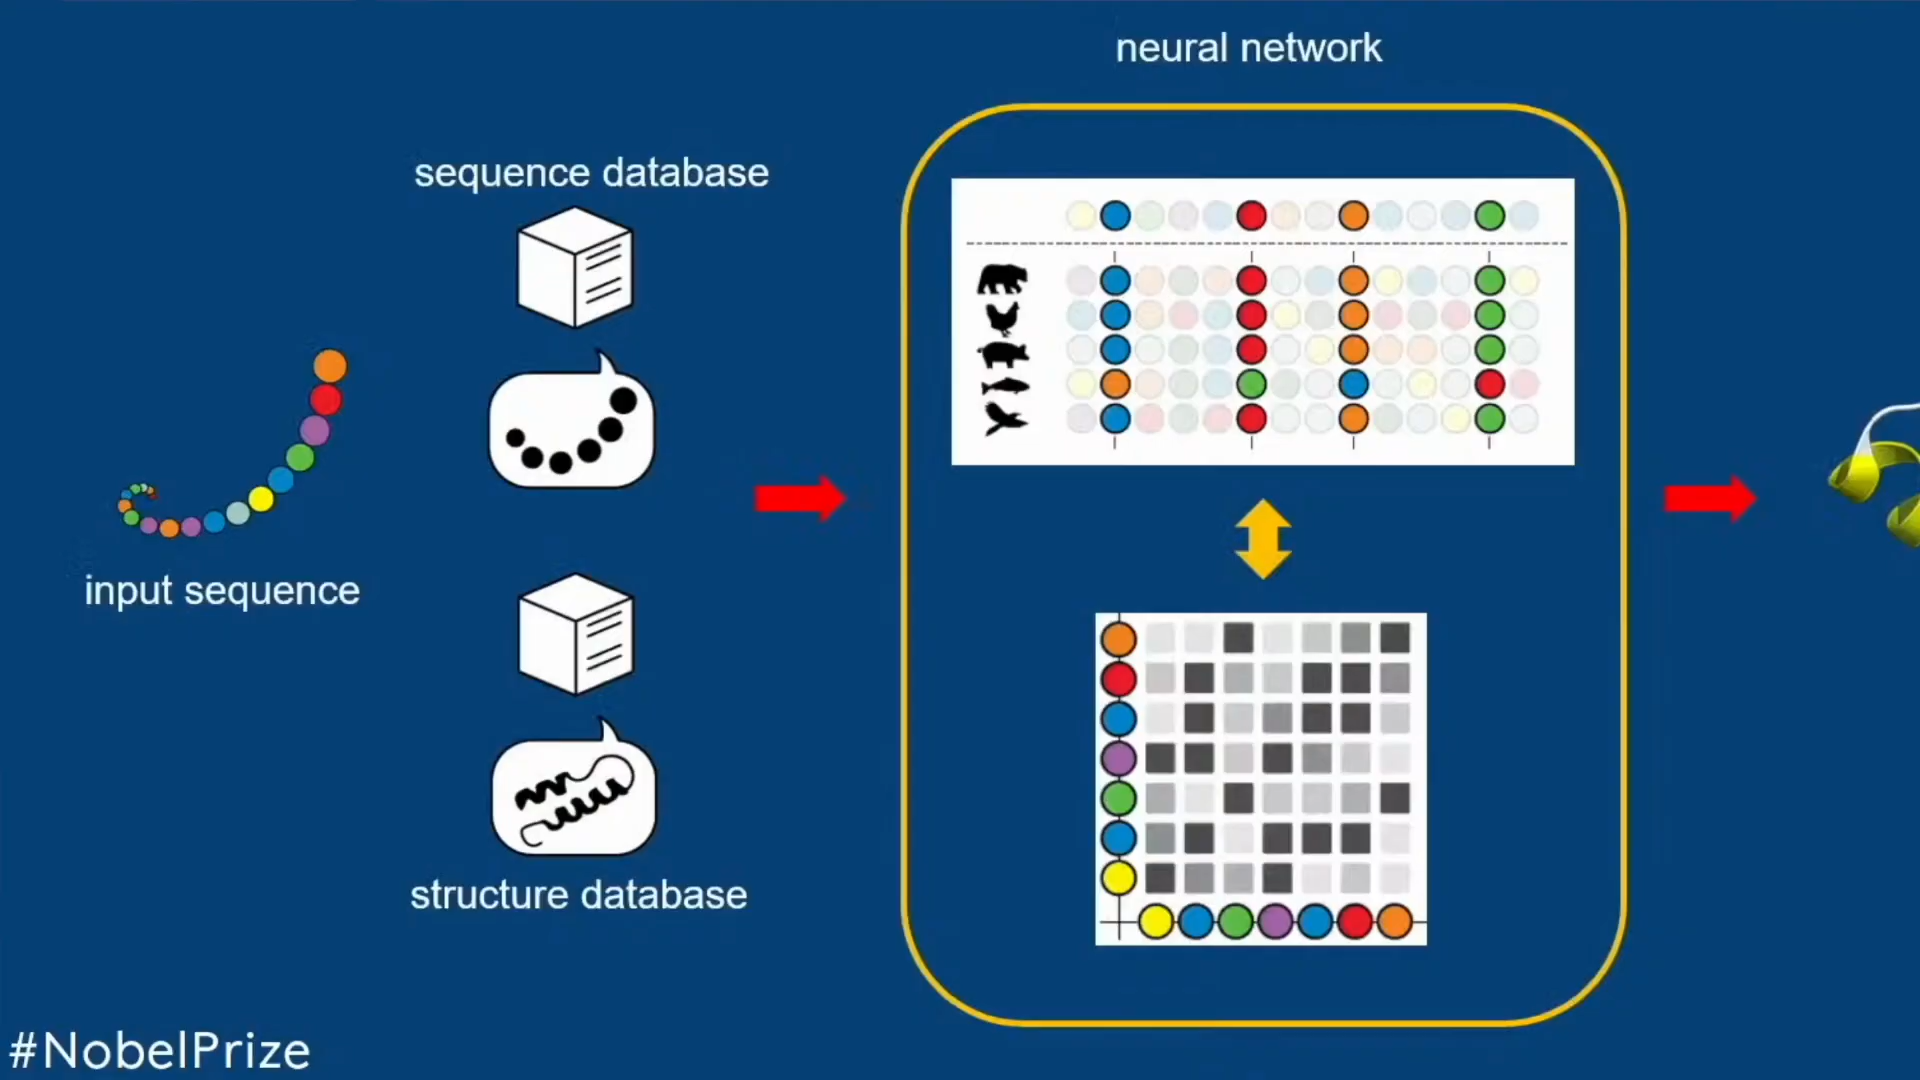 neural network
sequence database
input sequence
structure database
#NobelPrize